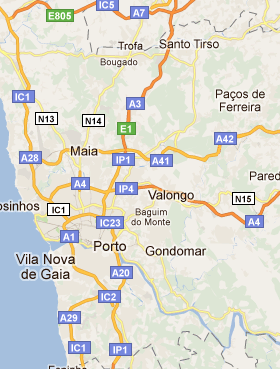 E805
IC5
A7
Trofa
Santo Tirso
Bougado
IC1
A3
Paços de
Ferreira
N13
N14
E1
A42
Maia
A28
IP1
A41
Pared
A4
IP4
Valongo
N15
osinhos
IC1
Baguim
do Monte
IC23
A4
A1
Porto
Gondomar
Vila Nova
de Gaia
A20
IC2
A29
IC1
IP1